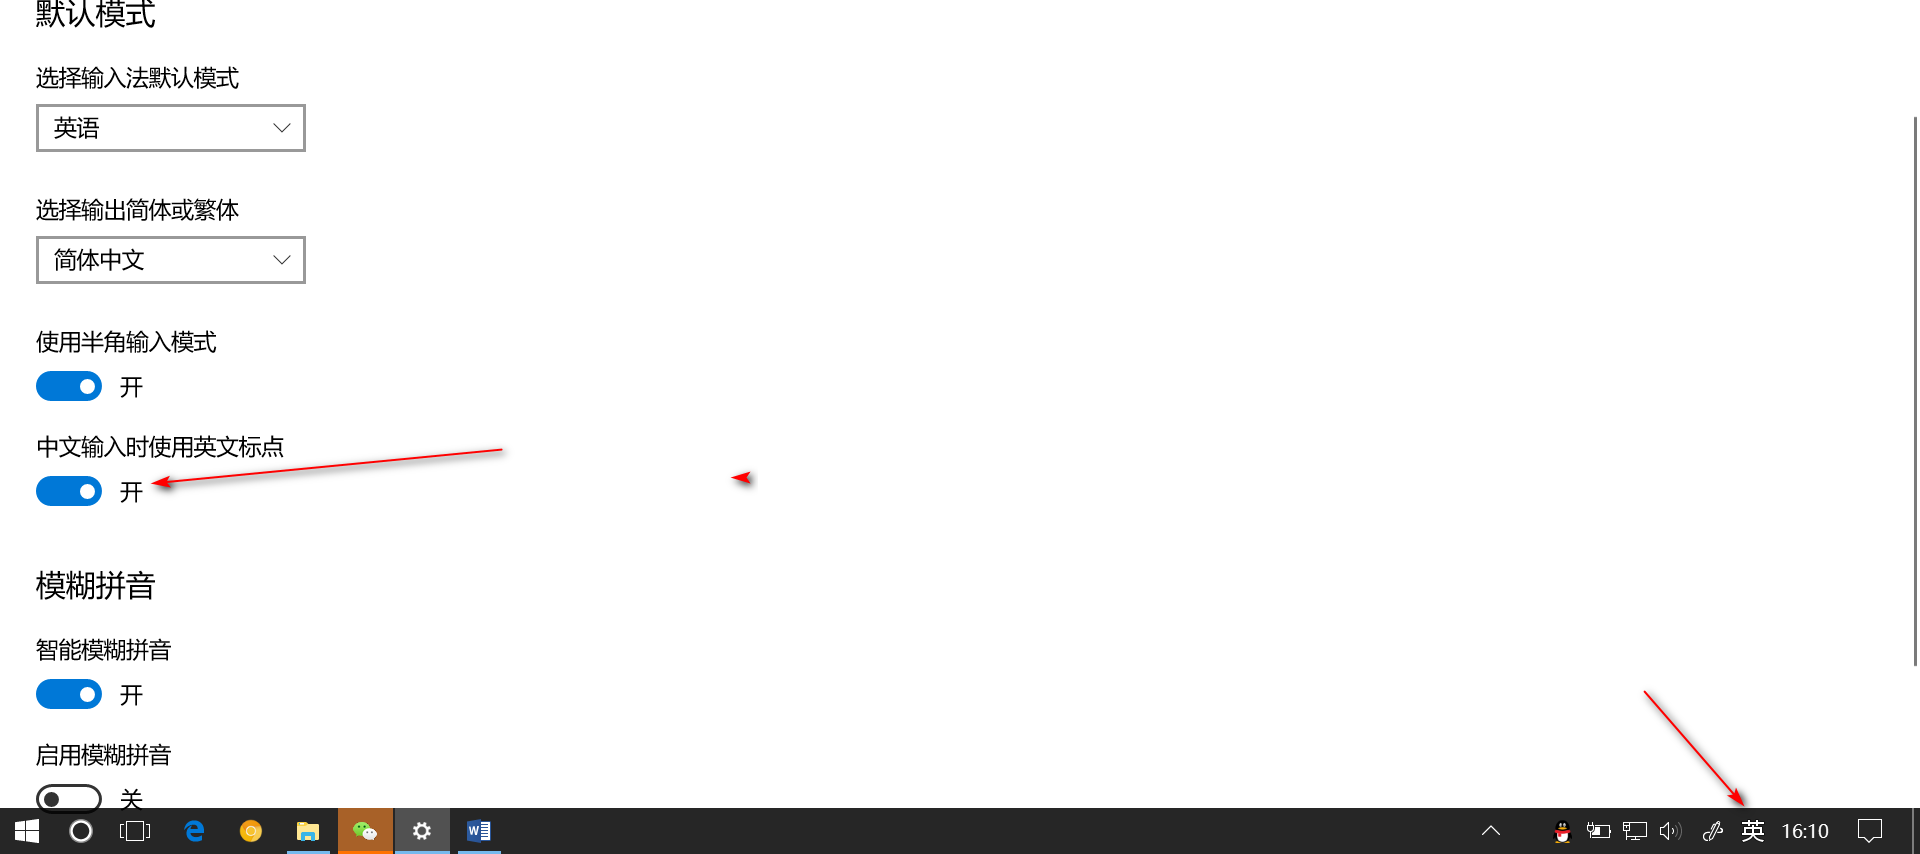 默认模式
选择输入法默认模式
英语
选择输出简体或繁体
简体中文
使用半角输入模式
开
中文输入时使用英文标点
开
模糊拼音
智能模糊拼音
开
启用模糊拼音
关
英 16:10